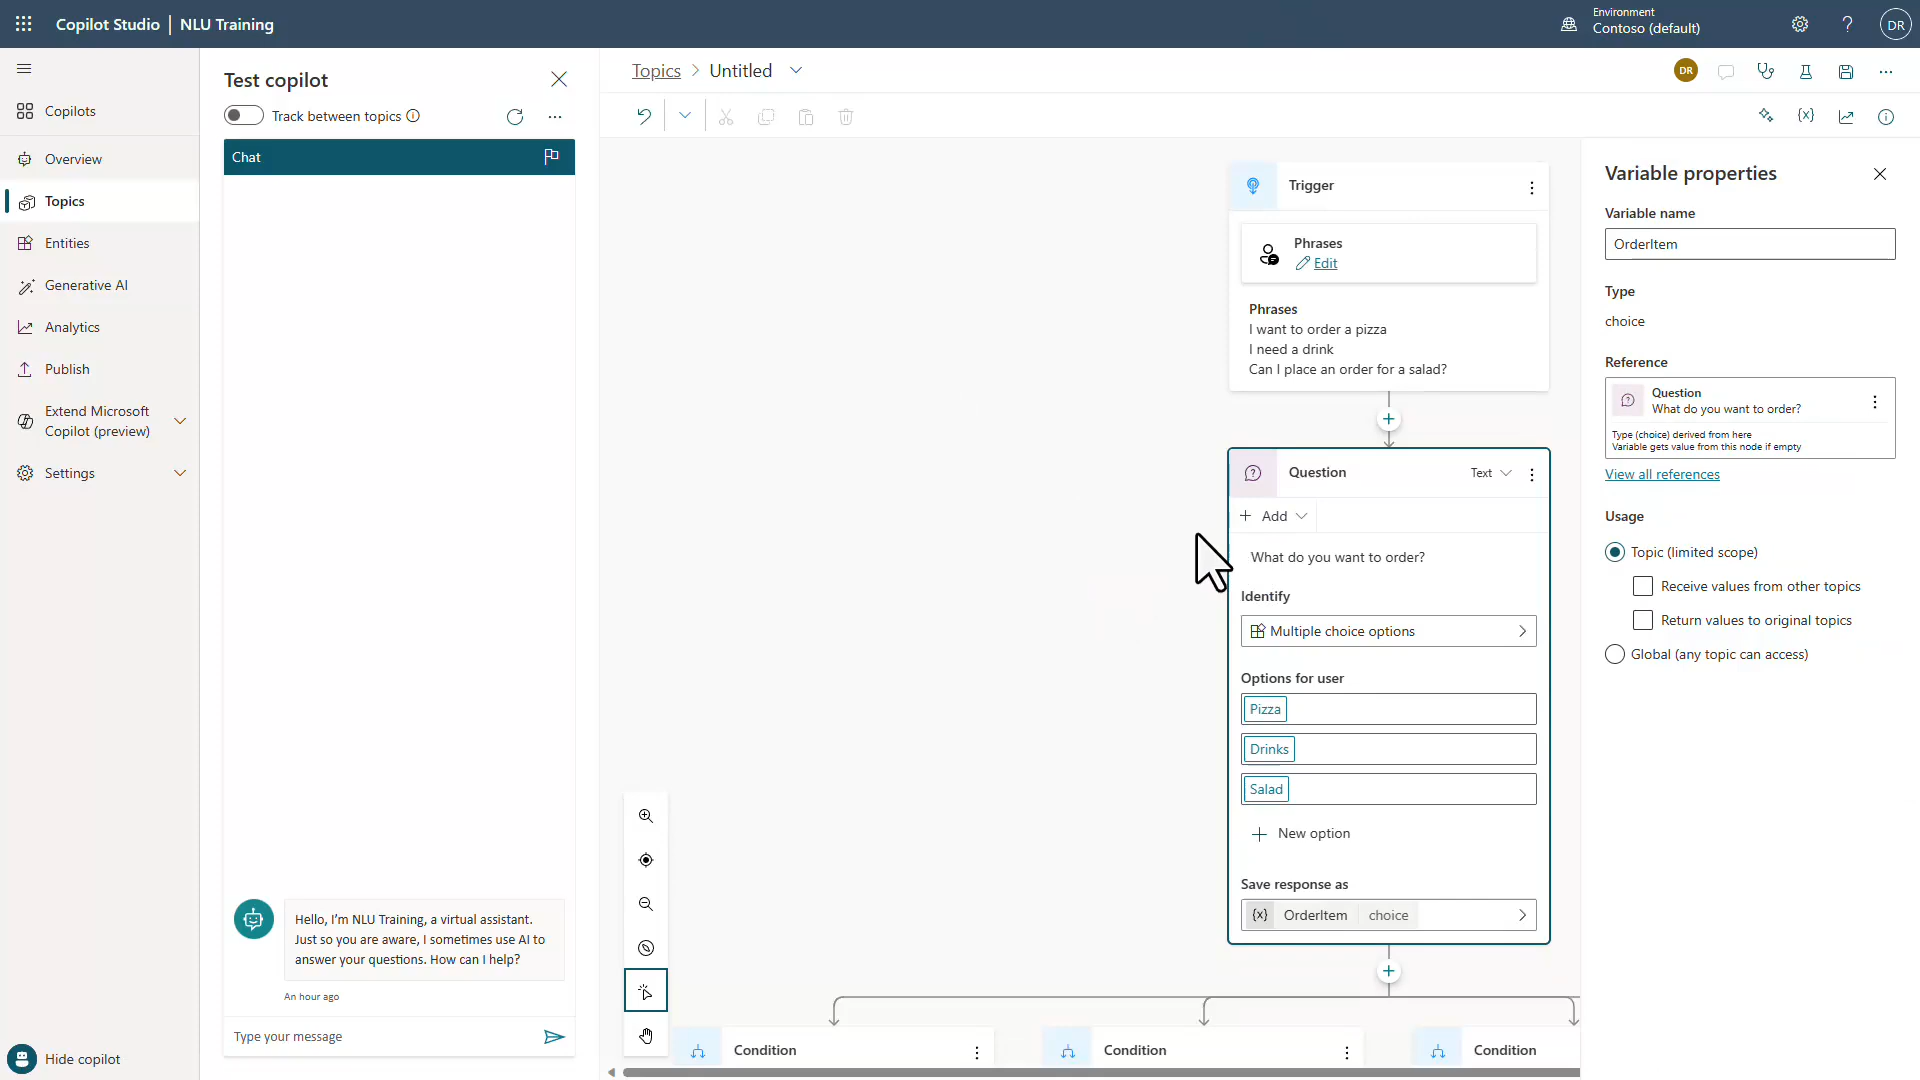 Copilot Studio | NLU Training
Environment
Contoso (default)
DR
Copilots
Overview
Topics
Entities
Generative AI
Analytics
Publish
Extend Microsoft
Copilot (preview)
Settings
Hide copilot
Test copilot
Track between topics
Chat
Hello, I'm NLU Training, a virtual assistant.
Just so you are aware, I sometimes use AI to
answer your questions. How can I help?
An hour ago
Type your message
Topics > Untitled
DR
Trigger
Phrases
Edit
Phrases
I want to order a pizza
I need a drink
Can I place an order for a salad?
Question
Text
Add
What do you want to order?
Identify
Multiple choice options
Options for user
Pizza
Drinks
Salad
New option
Save response as
{x} OrderItem choice
Condition
Condition
Condition
{x}
Variable properties
Variable name
OrderItem
Type
choice
Reference
Question
What do you want to order?
Type (choice) derived from here
Variable gets value from this node if empty
View all references
Usage
Topic (limited scope)
Receive values from other topics
Return values to original topics
Global (any topic can access)